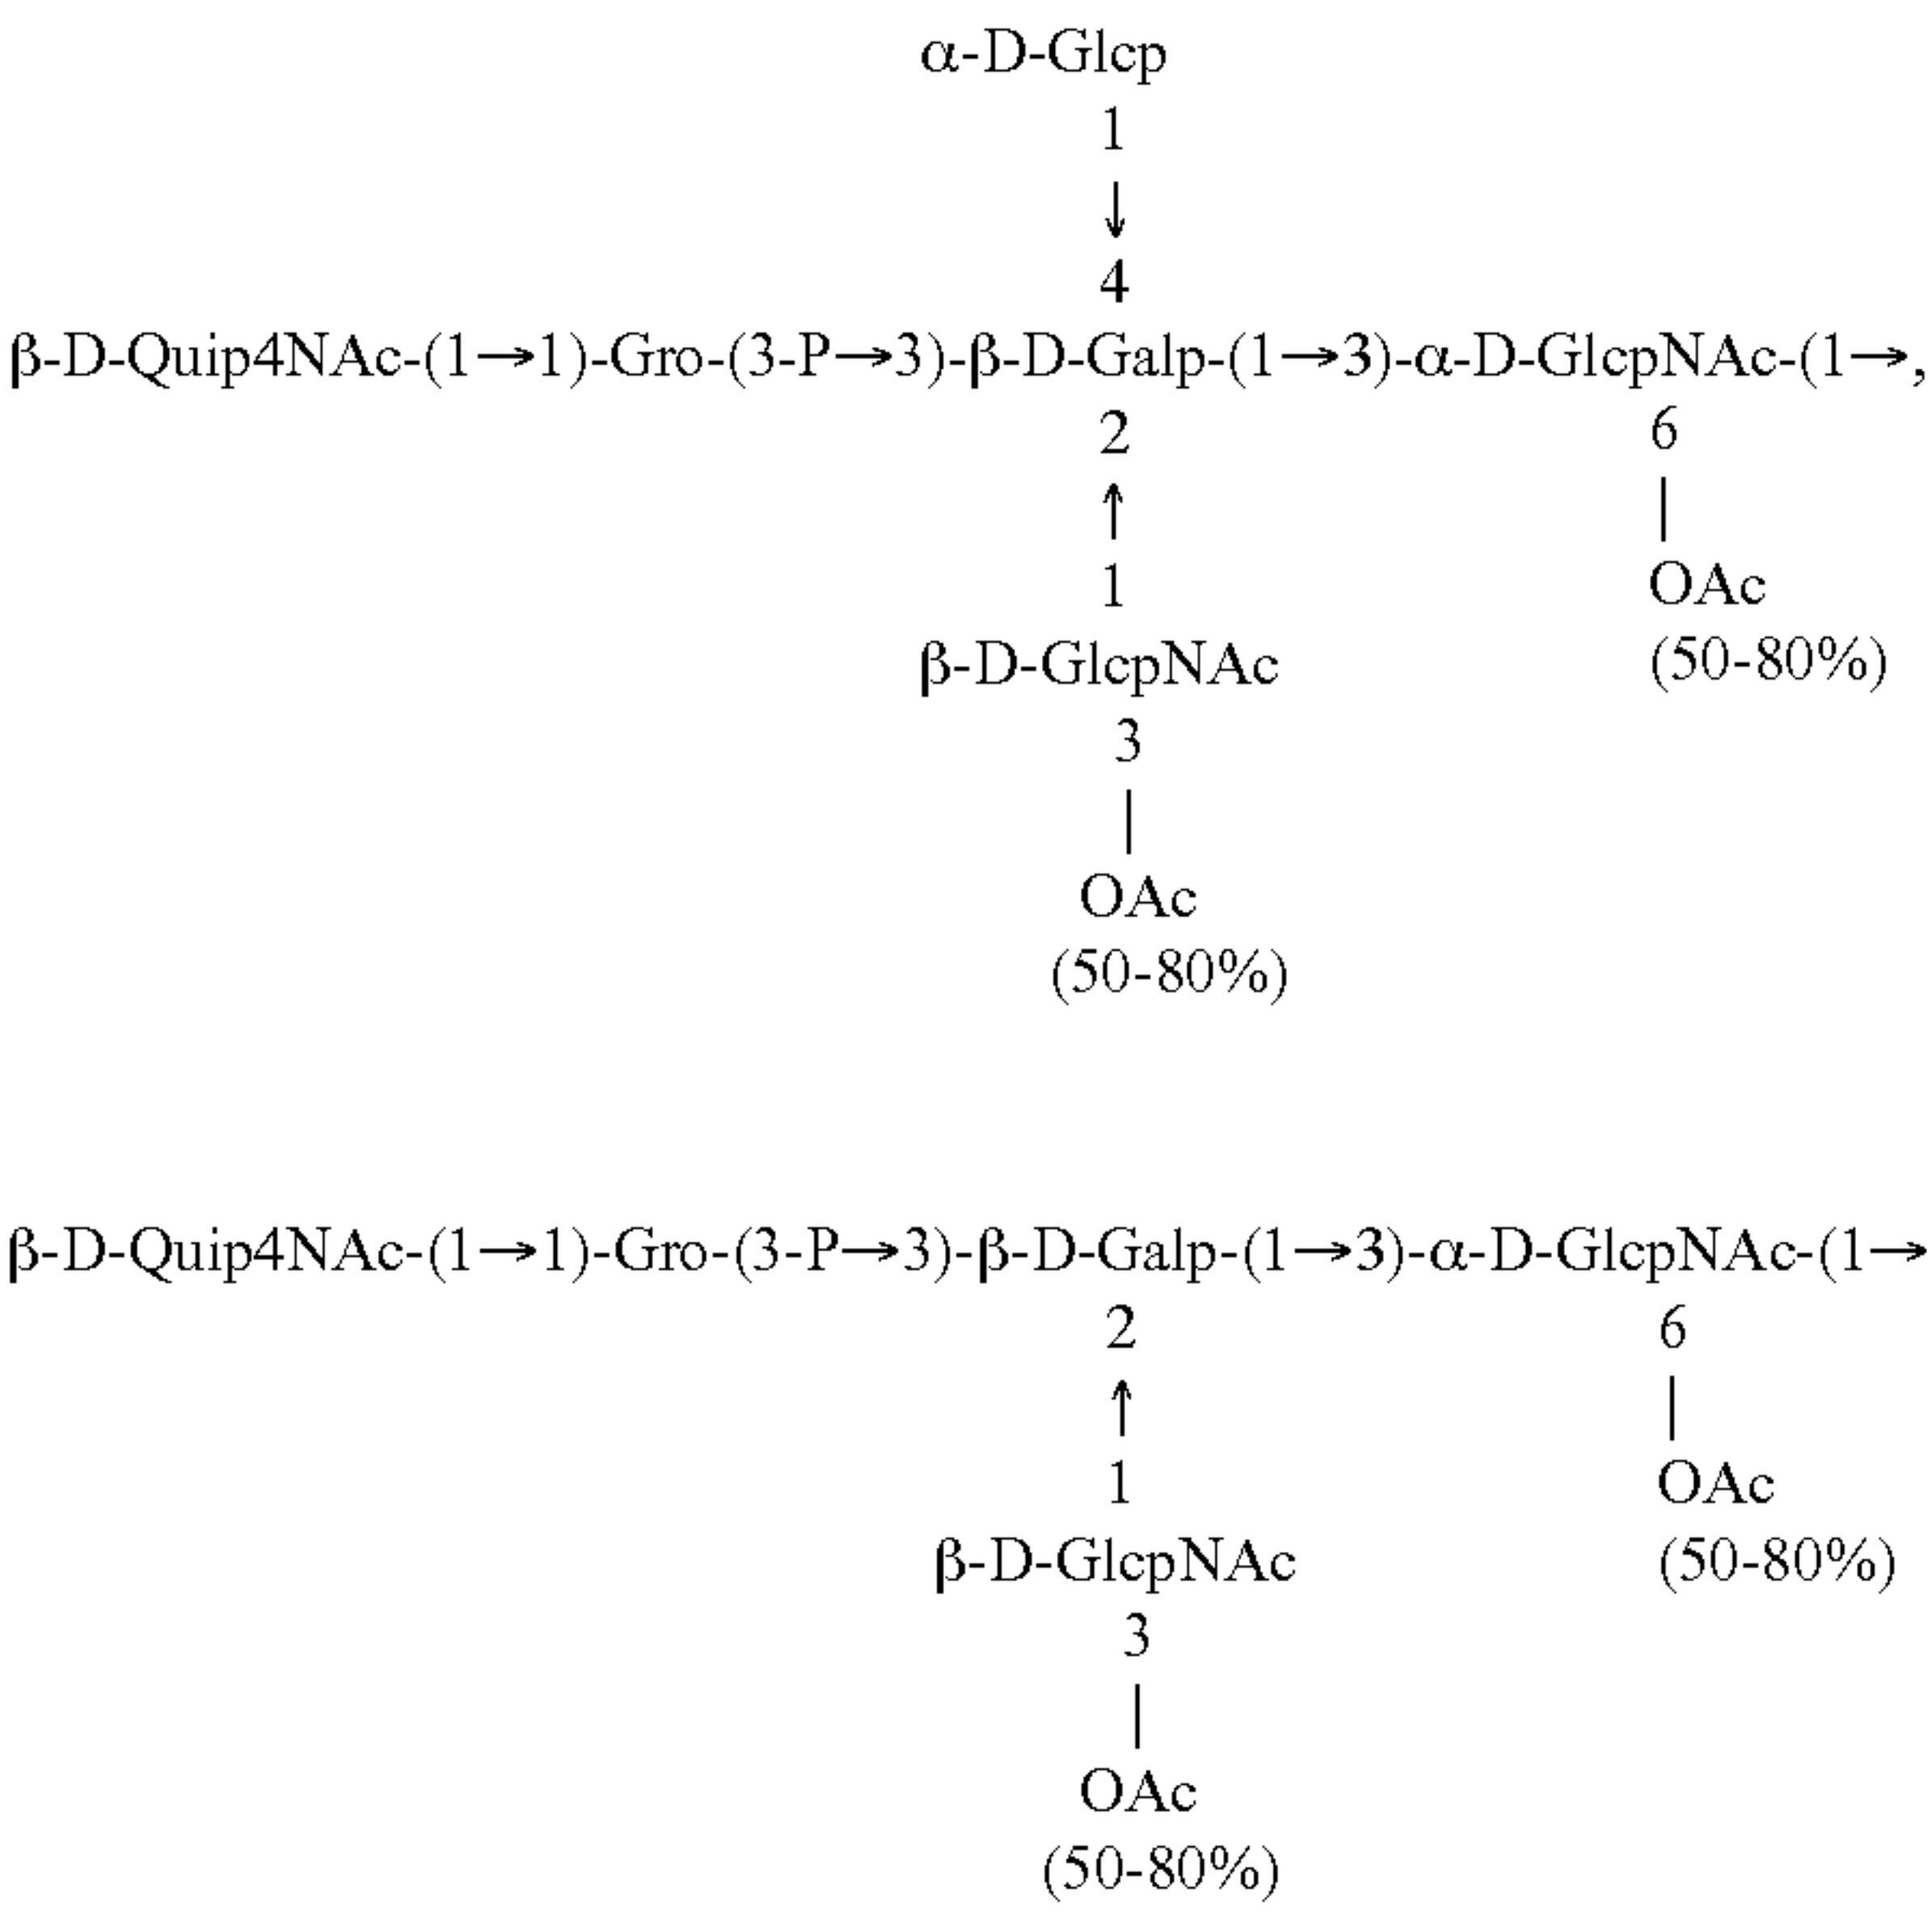 α-D-Glcp
1
↓
4
β-D-Quip4NAc-(1→1)-Gro-(3-P→3)-β-D-Galp-(1→3)-α-D-GlcpNAc-(1→,
2 6
↑ |
1 OAc
β-D-GlcpNAc (50-80%)
3
|
OAc
(50-80%)
β-D-Quip4NAc-(1→1)-Gro-(3-P→3)-β-D-Galp-(1→3)-α-D-GlcpNAc-(1→
2 6
↑ |
1 OAc
β-D-GlcpNAc (50-80%)
3
|
OAc
(50-80%)